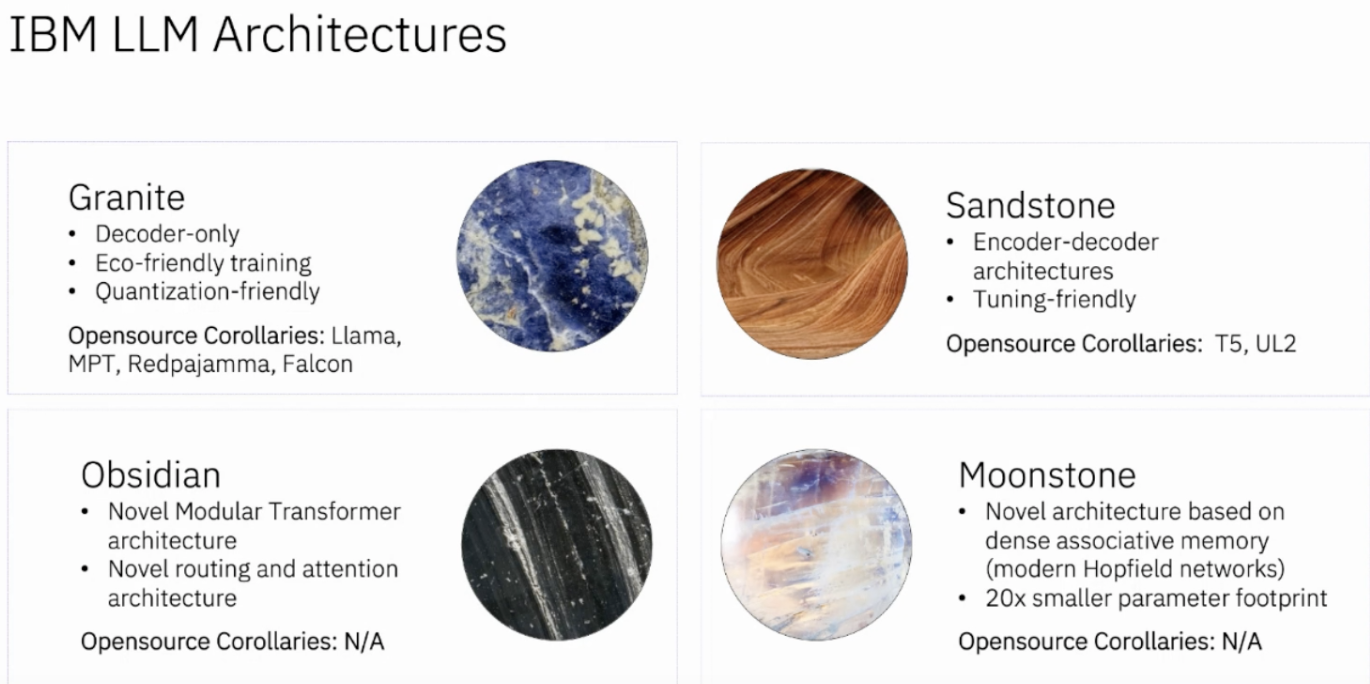 IBM LLM Architectures
Granite
• Decoder-only
• Eco-friendly training
• Quantization-friendly
Opensource Corollaries: Llama,
MPT, Redpajamma, Falcon
Sandstone
• Encoder-decoder
architectures
• Tuning-friendly
Opensource Corollaries: T5, UL2
Obsidian
• Novel Modular Transformer
architecture
• Novel routing and attention
architecture
Opensource Corollaries: N/A
Moonstone
• Novel architecture based on
dense associative memory
(modern Hopfield networks)
• 20x smaller parameter footprint
Opensource Corollaries: N/A